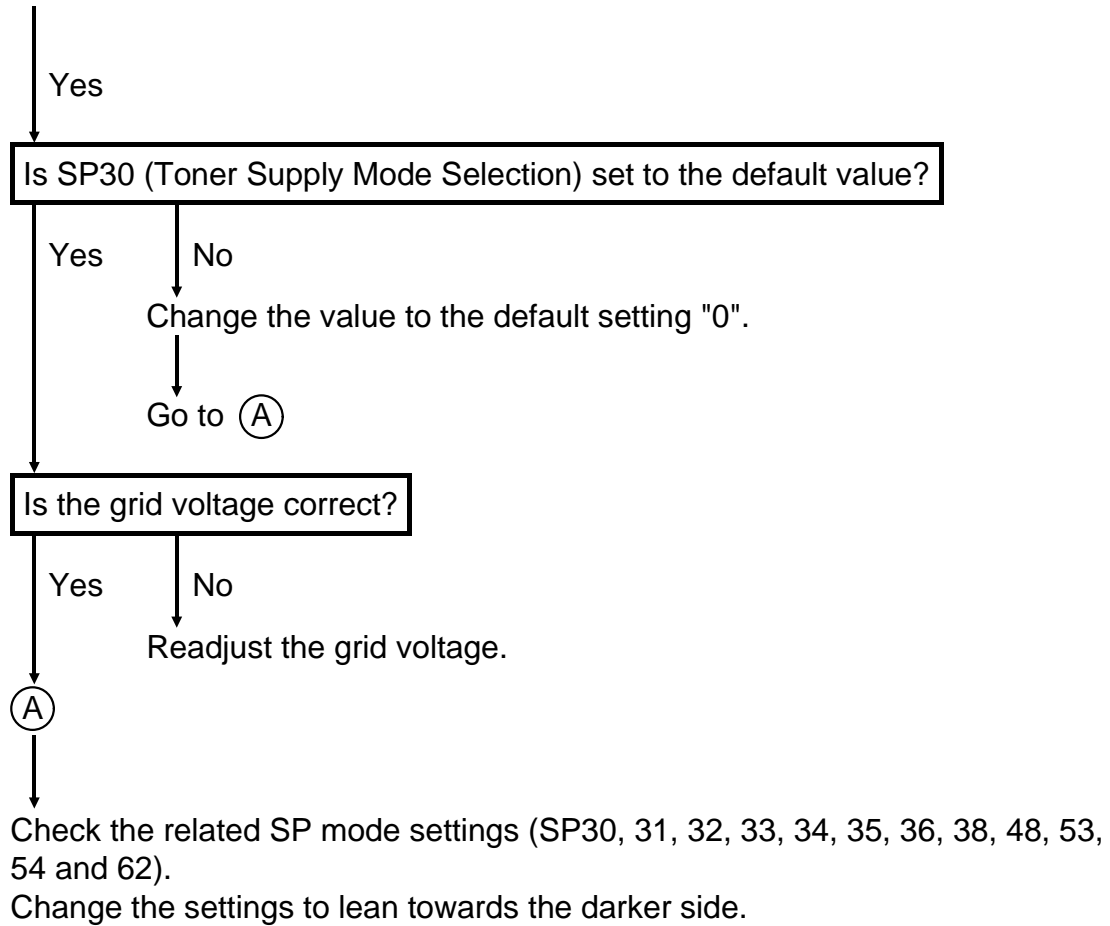 Yes
Is SP30 (Toner Supply Mode Selection) set to the default value?
Yes No
Change the value to the default setting "0".
Go to A
Is the grid voltage correct?
Yes No
Readjust the grid voltage.
A
Check the related SP mode settings (SP30, 31, 32, 33, 34, 35, 36, 38, 48, 53,
54 and 62).
Change the settings to lean towards the darker side.